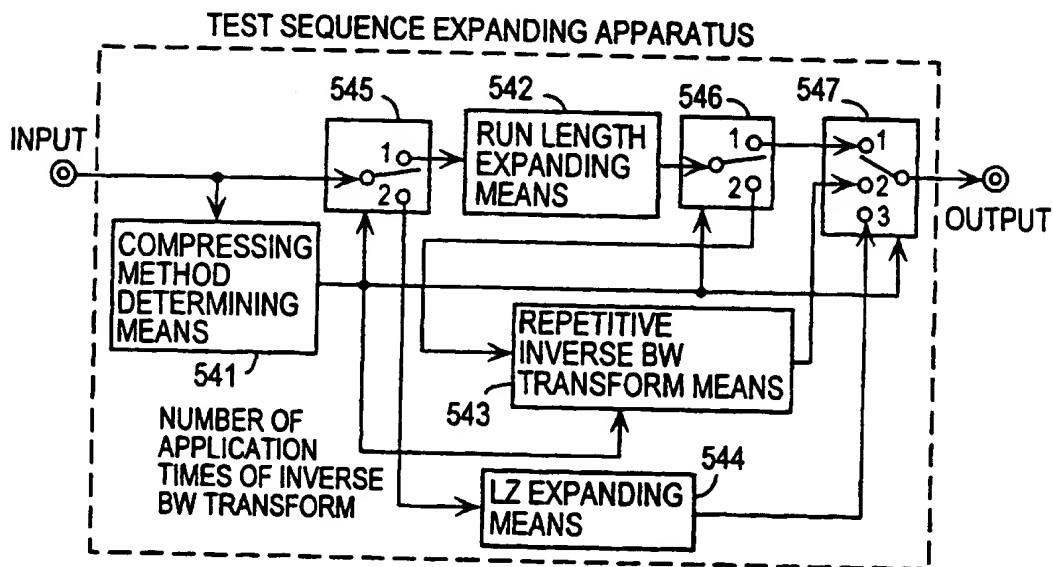 TEST SEQUENCE EXPANDING APPARATUS
545
542
546
547
INPUT
1
2
RUN LENGTH
EXPANDING
MEANS
1
2
1
2
3
OUTPUT
COMPRESSING
METHOD
DETERMINING
MEANS
541
REPETITIVE
INVERSE BW
TRANSFORM MEANS
543
NUMBER OF
APPLICATION
TIMES OF INVERSE
BW TRANSFORM
544
LZ EXPANDING
MEANS